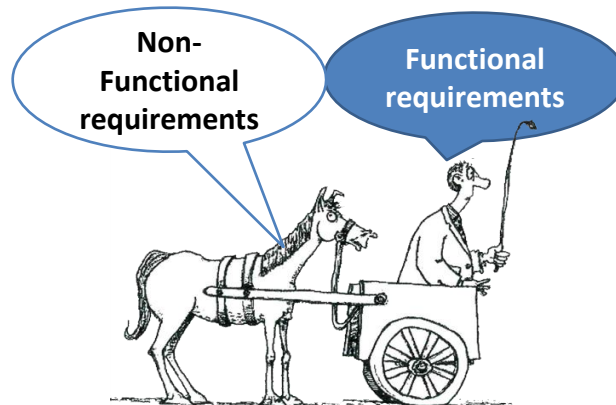 Non-
Functional
requirements
Functional
requirements